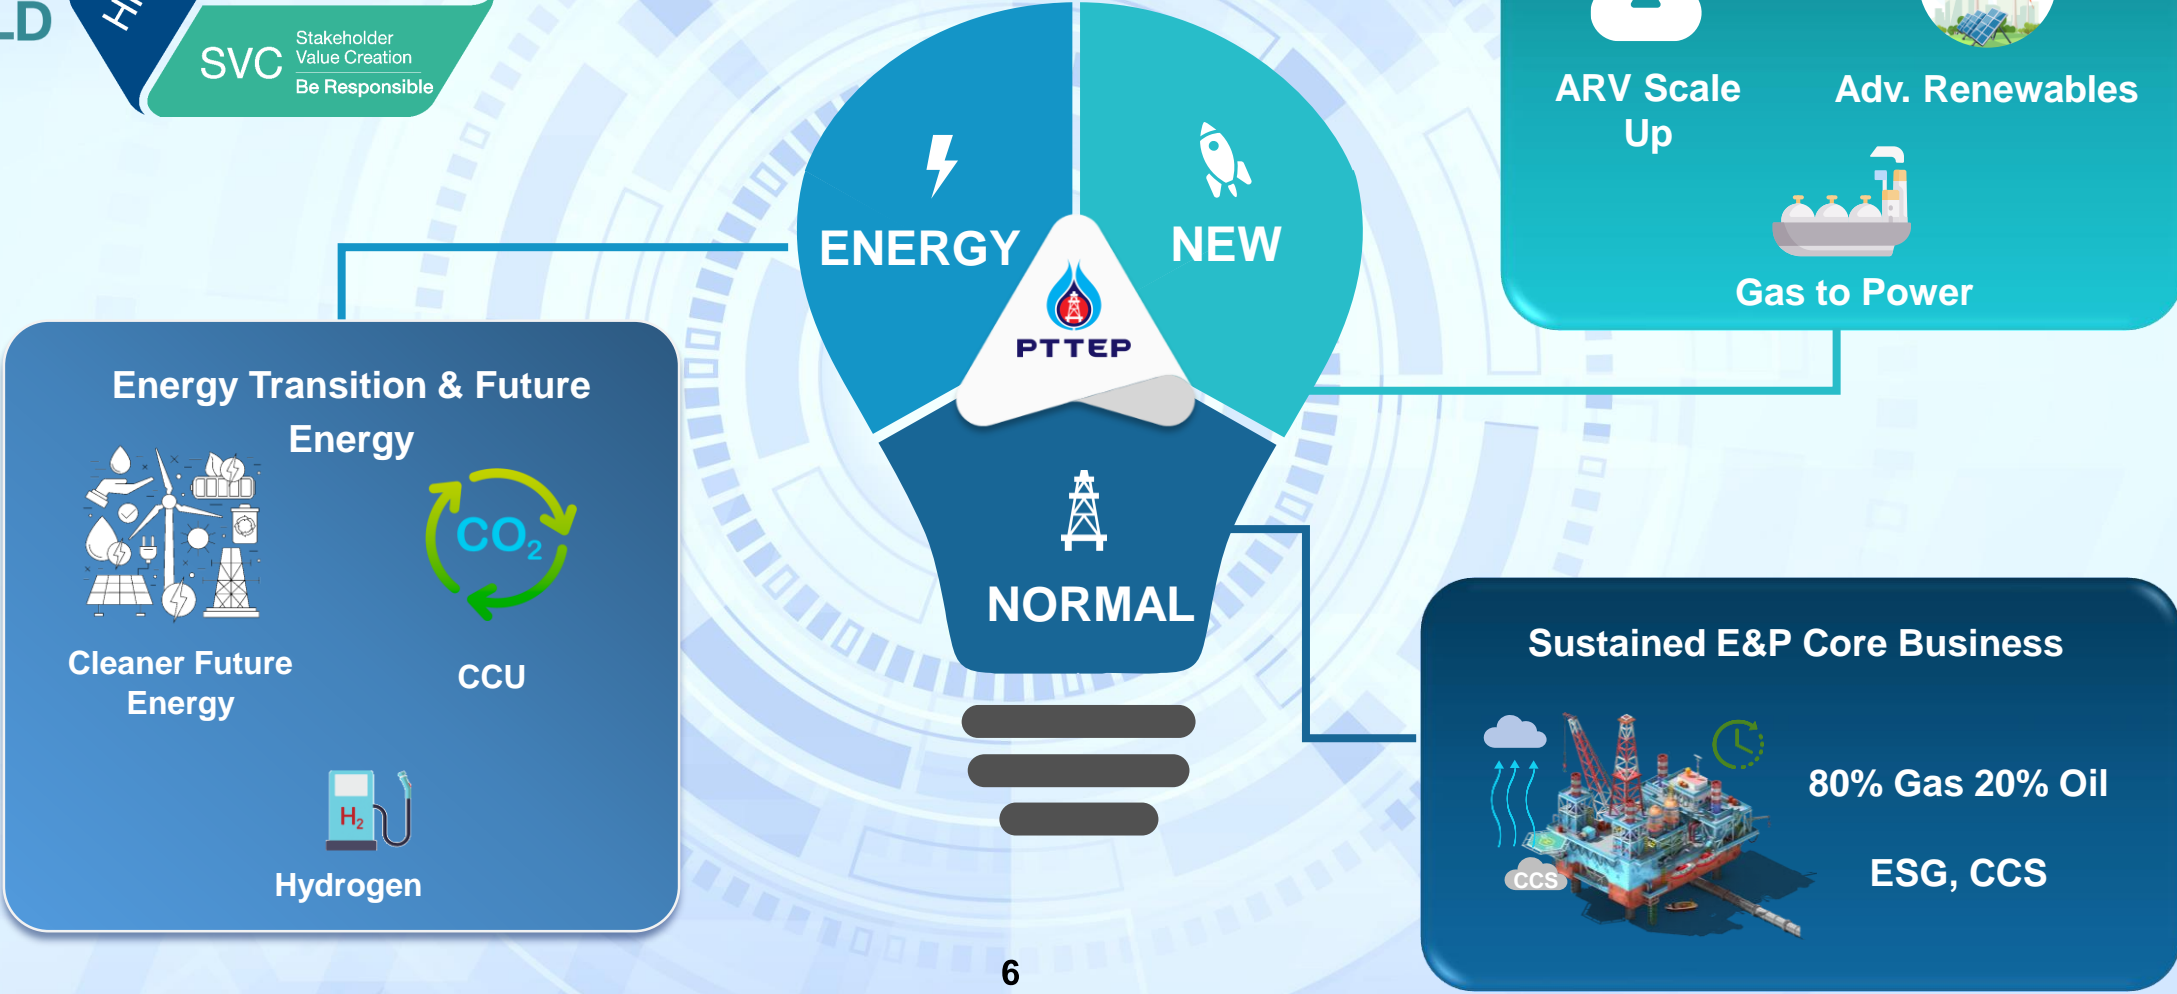 SVC
Stakeholder
Value Creation
Be Responsible
ARV Scale
Up
Adv. Renewables
Gas to Power
ENERGY
NEW
PTTEP
NORMAL
Energy Transition & Future
Energy
CO₂
Cleaner Future
Energy
CCU
H₂
Hydrogen
Sustained E&P Core Business
80% Gas 20% Oil
CCS
ESG, CCS
6